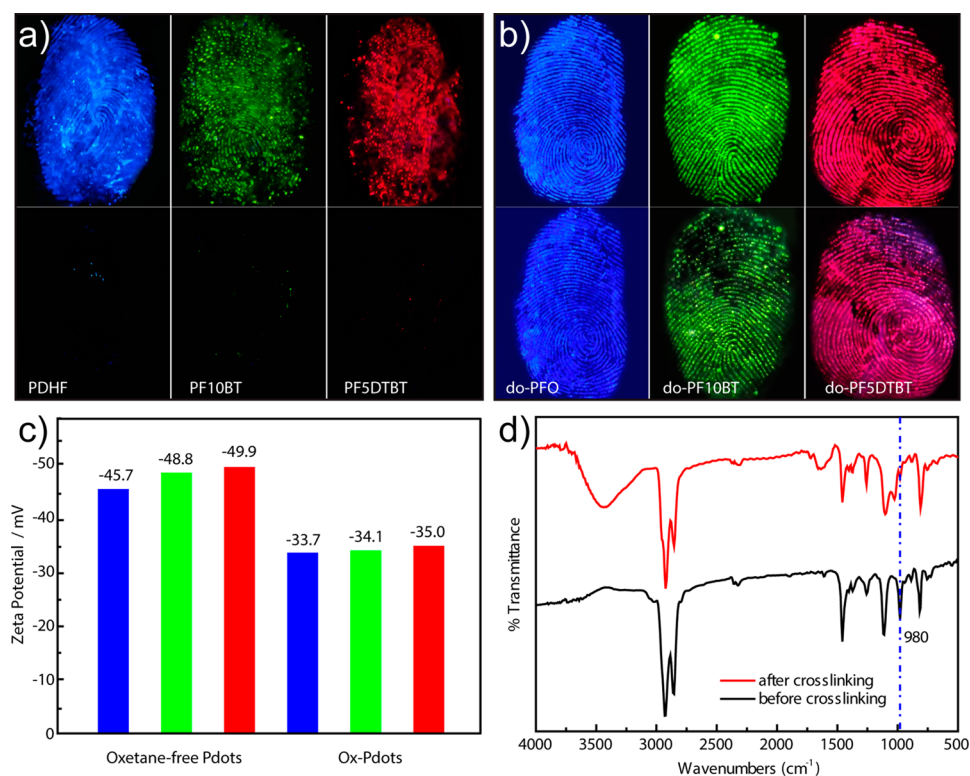 a)
PDHF
PF10BT
PF5DTBT
b)
do-PFO
do-PF10BT
do-PF5DTBT
c)
Zeta Potential / mV
-50
-40
-30
-20
-10
0
-45.7
-48.8
-49.9
-33.7
-34.1
-35.0
Oxetane-free Pdots
Ox-Pdots
d)
% Transmittance
980
after crosslinking
before crosslinking
4000 3500 3000 2500 2000 1500 1000 500
Wavenumbers (cm⁻¹)